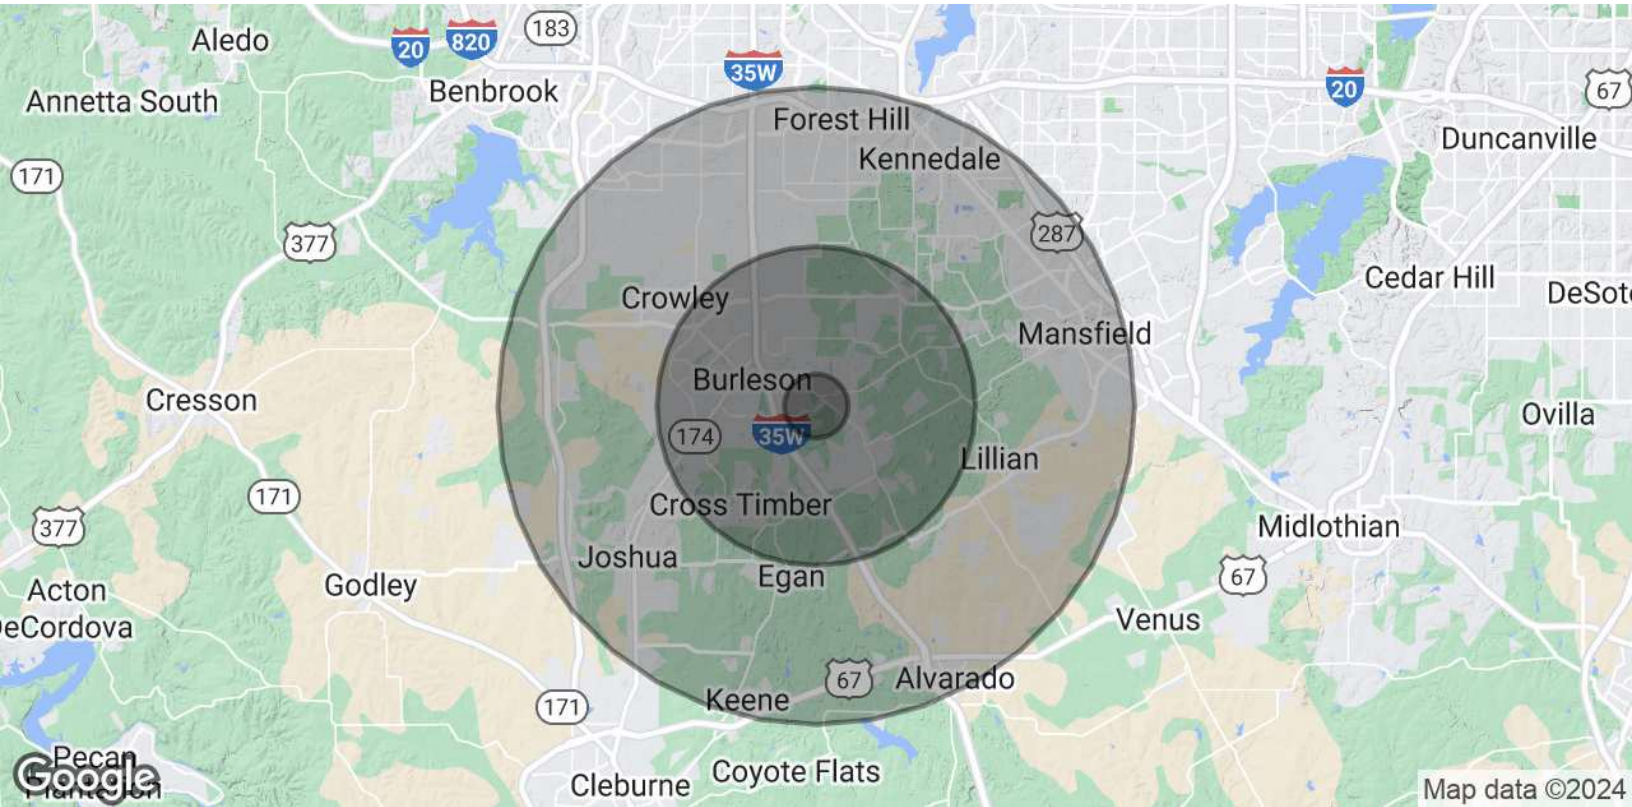 183
Aledo
20
820
35W
20
67
Benbrook
Annetta South
Forest Hill
Duncanville
Kennedale
171
287
377
Cedar Hill
DeSoto
Crowley
Mansfield
Burleson
Cresson
Ovilla
174
35W
Lillian
171
Cross Timber
377
Midlothian
Joshua
Egan
67
Acton
Godley
DeCordova
Venus
67
Alvarado
Keene
171
Pecan
Plantation
Google
Coyote Flats
Cleburne
Map data ©2024